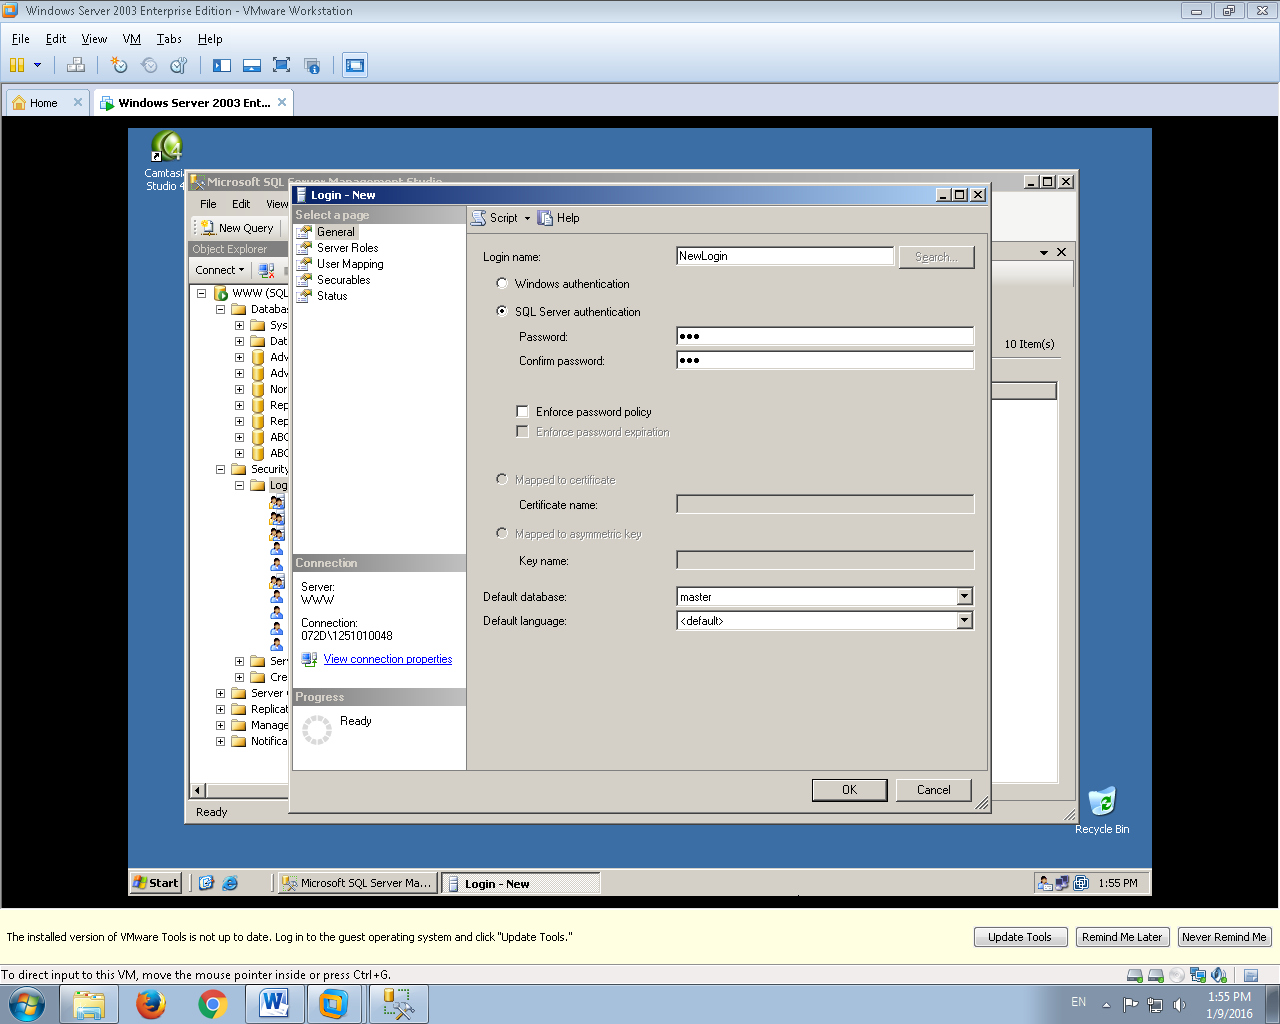 Windows Server 2003 Enterprise Edition - VMware Workstation
File Edit View VM Tabs Help
Home
Windows Server 2003 Ent...
Camtasi
Studio 4
Microsoft SQL Server Management Studio
File Edit View
New Query
Object Explorer
Connect
WWW (SQL
Databas
Sys
Dat
Adv
Adv
Nor
Rep
Rep
ABC
ABC
Security
Log
Ser
Cre
Server
Replicat
Manage
Notifica
Ready
10 Item(s)
Login - New
Select a page
General
Server Roles
User Mapping
Securables
Status
Connection
Server:
WWW
Connection:
072D\1251010048
View connection properties
Progress
Ready
Script Help
Login name: NewLogin Search...
Windows authentication
SQL Server authentication
Password: ●●●
Confirm password: ●●●
Enforce password policy
Enforce password expiration
Mapped to certificate
Certificate name:
Mapped to asymmetric key
Key name:
Default database: master
Default language: <default>
OK Cancel
Recycle Bin
Start Microsoft SQL Server Ma... Login - New 1:55 PM
The installed version of VMware Tools is not up to date. Log in to the guest operating system and click "Update Tools."
Update Tools Remind Me Later Never Remind Me
To direct input to this VM, move the mouse pointer inside or press Ctrl+G.
EN 1:55 PM
1/9/2016